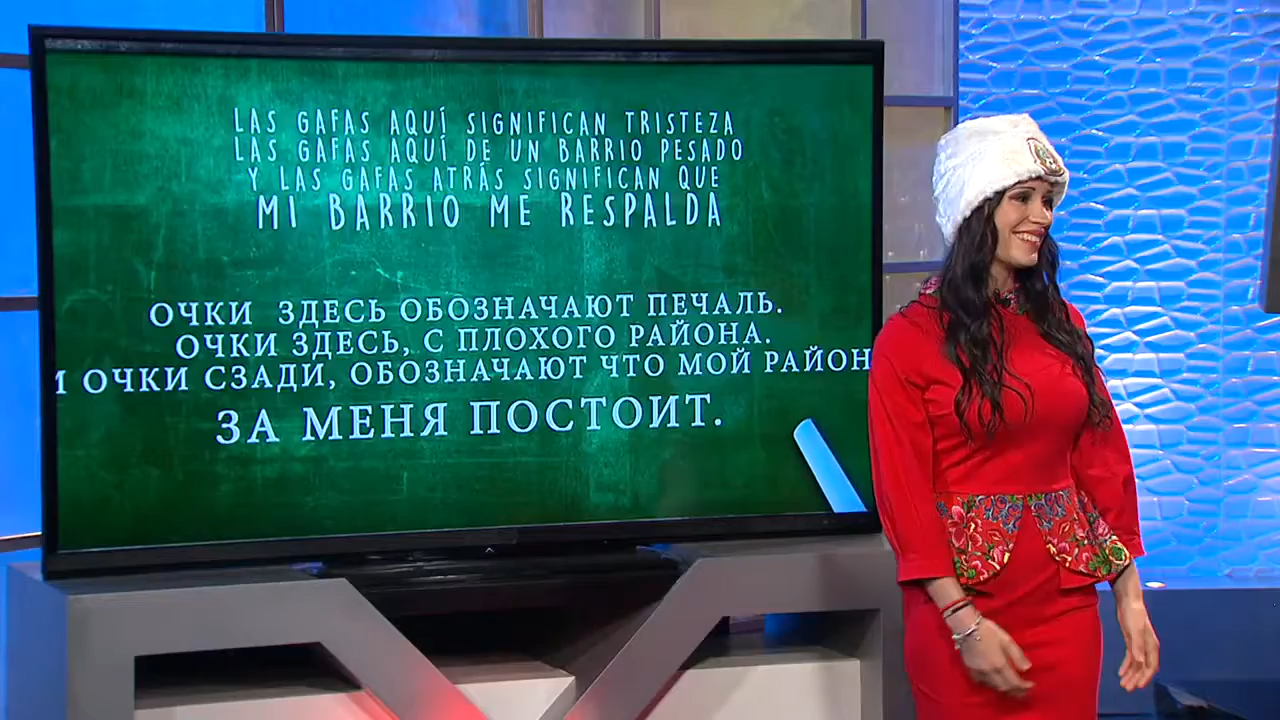 LAS GAFAS AQUÍ SIGNIFICAN TRISTEZA
LAS GAFAS AQUÍ DE UN BARRIO PESADO
Y LAS GAFAS ATRÁS SIGNIFICAN QUE
MI BARRIO ME RESPALDA
ОЧКИ ЗДЕСЬ ОБОЗНАЧАЮТ ПЕЧАЛЬ.
ОЧКИ ЗДЕСЬ, С ПЛОХОГО РАЙОНА.
И ОЧКИ СЗАДИ, ОБОЗНАЧАЮТ ЧТО МОЙ РАЙОН
ЗА МЕНЯ ПОСТОИТ.